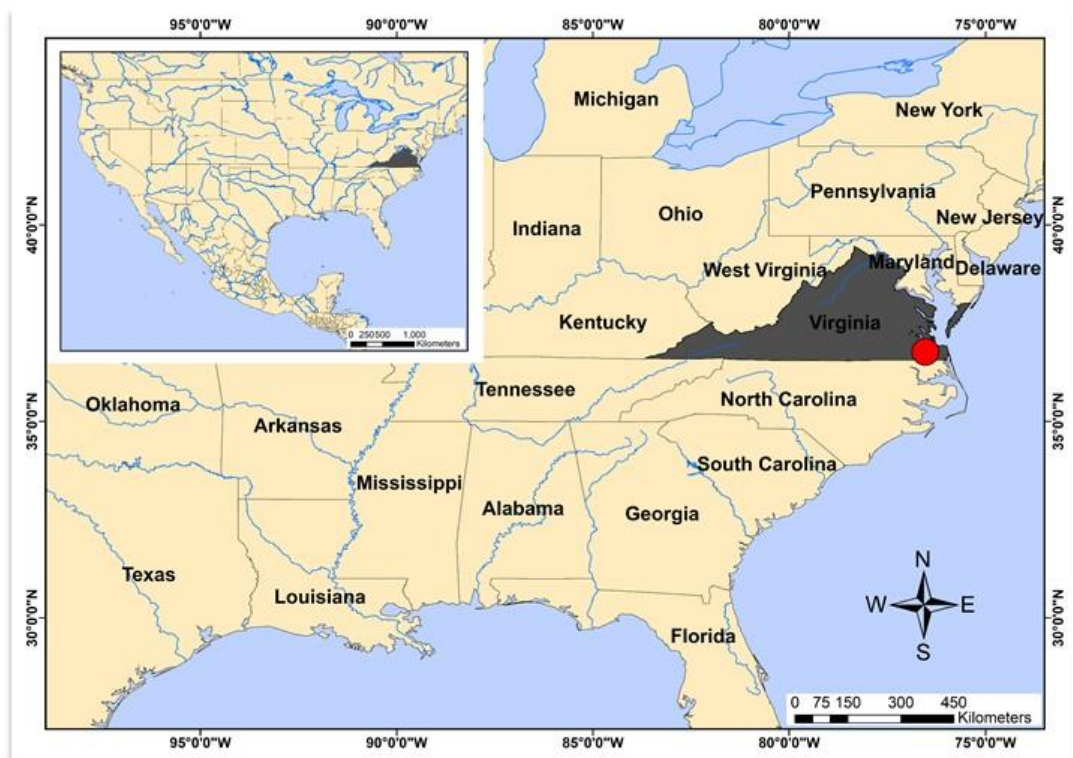 95°0'0"W 90°0'0"W 85°0'0"W 80°0'0"W 75°0'0"W
40°0'0"N
35°0'0"N
30°0'0"N
0 250500 1,000
Kilometers
Michigan
New York
Pennsylvania
Ohio
New Jersey
Indiana
Maryland
Delaware
West Virginia
Virginia
Kentucky
Tennessee
North Carolina
Oklahoma
Arkansas
South Carolina
Mississippi
Alabama
Georgia
Texas
Louisiana
Florida
N
W E
S
0 75 150 300 450
Kilometers
40°0'0"N
35°0'0"N
30°0'0"N
95°0'0"W 90°0'0"W 85°0'0"W 80°0'0"W 75°0'0"W